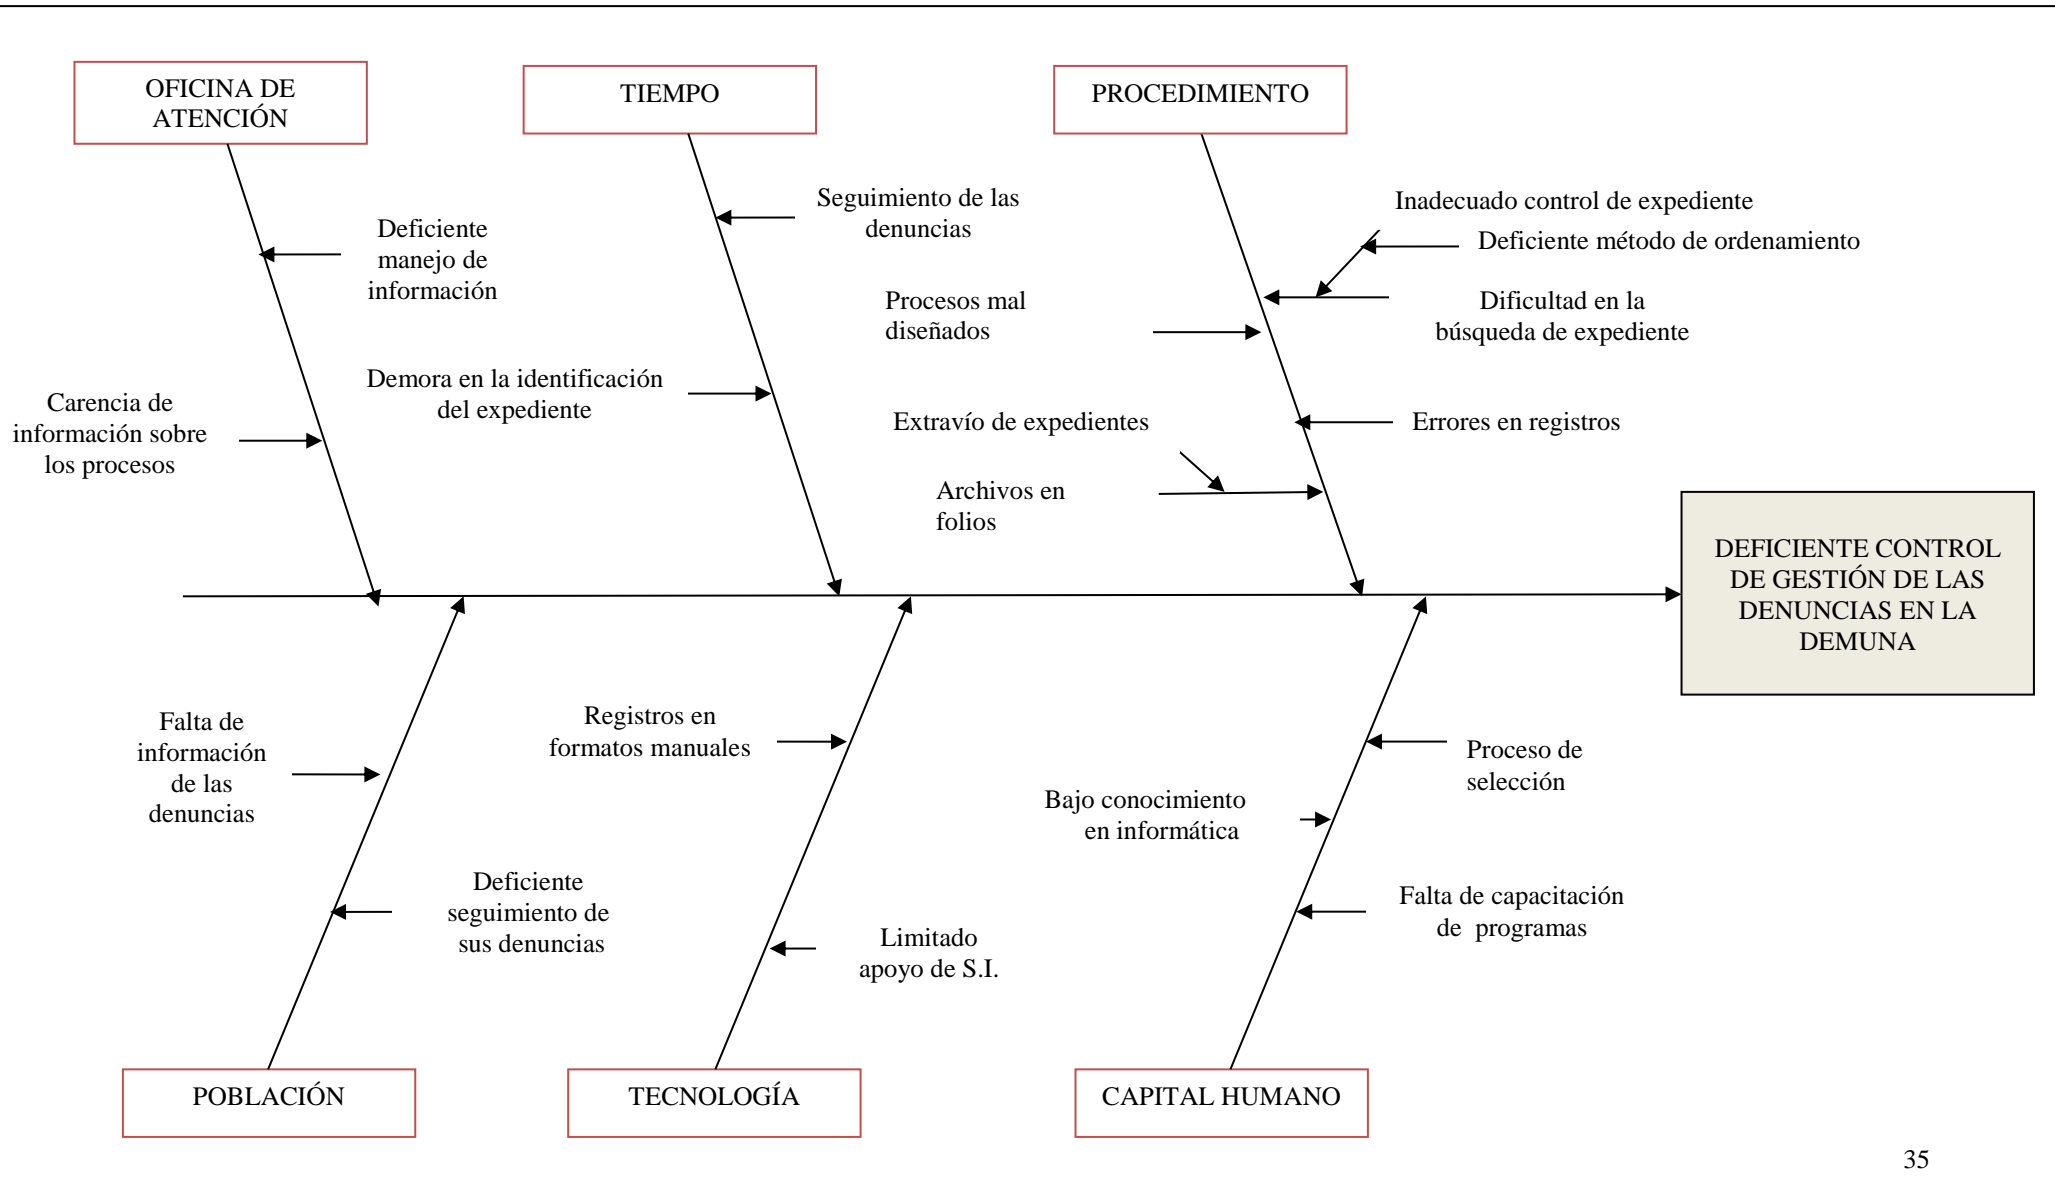 OFICINA DE
ATENCIÓN
TIEMPO
PROCEDIMIENTO
Deficiente
manejo de
información
Carencia de
información sobre
los procesos
Seguimiento de las
denuncias
Demora en la identificación
del expediente
Inadecuado control de expediente
Deficiente método de ordenamiento
Procesos mal
diseñados
Dificultad en la
búsqueda de expediente
Extravío de expedientes
Errores en registros
Archivos en
folios
DEFICIENTE CONTROL
DE GESTIÓN DE LAS
DENUNCIAS EN LA
DEMUNA
Falta de
información
de las
denuncias
Deficiente
seguimiento de
sus denuncias
Registros en
formatos manuales
Limitado
apoyo de S.I.
Proceso de
selección
Bajo conocimiento
en informática
Falta de capacitación
de programas
POBLACIÓN
TECNOLOGÍA
CAPITAL HUMANO
35